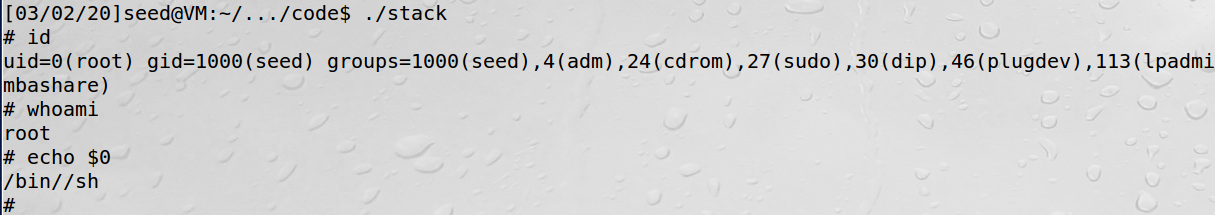 [03/02/20]seed@VM:~/.../code$ ./stack
# id
uid=0(root) gid=1000(seed) groups=1000(seed),4(adm),24(cdrom),27(sudo),30(dip),46(plugdev),113(lpadmi
mbashare)
# whoami
root
# echo $0
/bin//sh
#